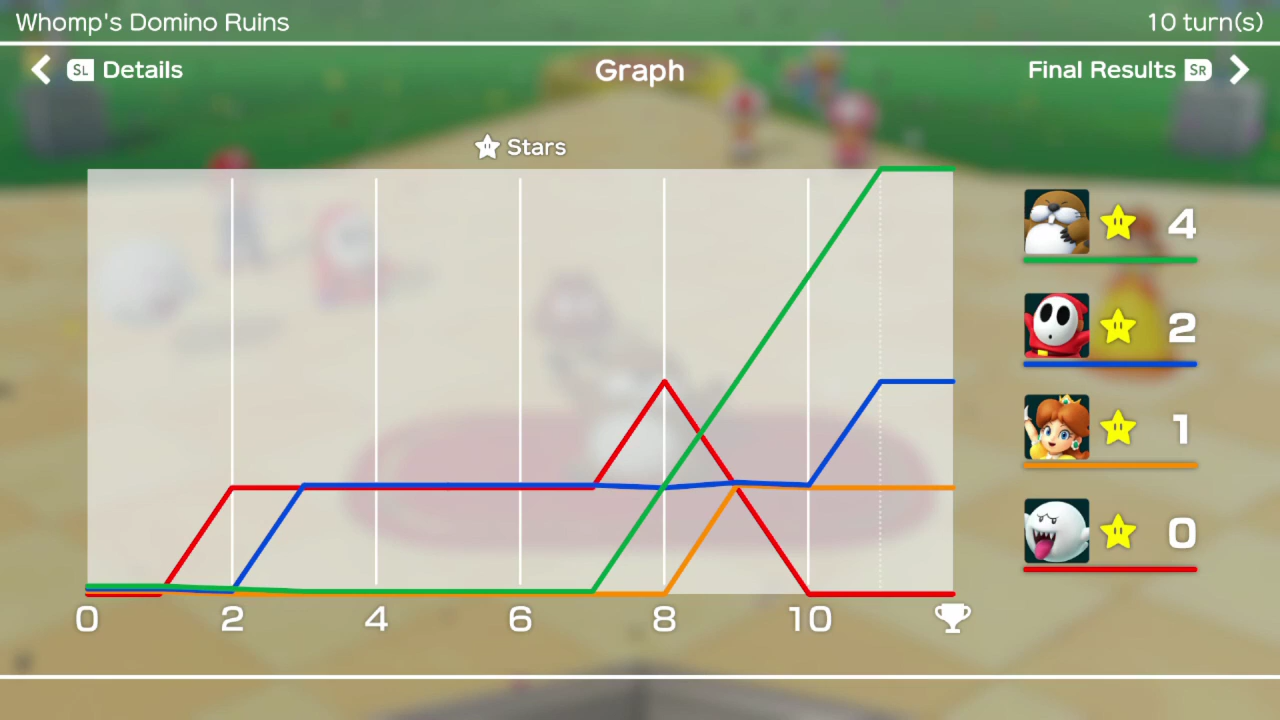 Whomp's Domino Ruins
10 turn(s)
SL Details
Graph
Final Results SR
Stars
4
2
1
0
0 2 4 6 8 10